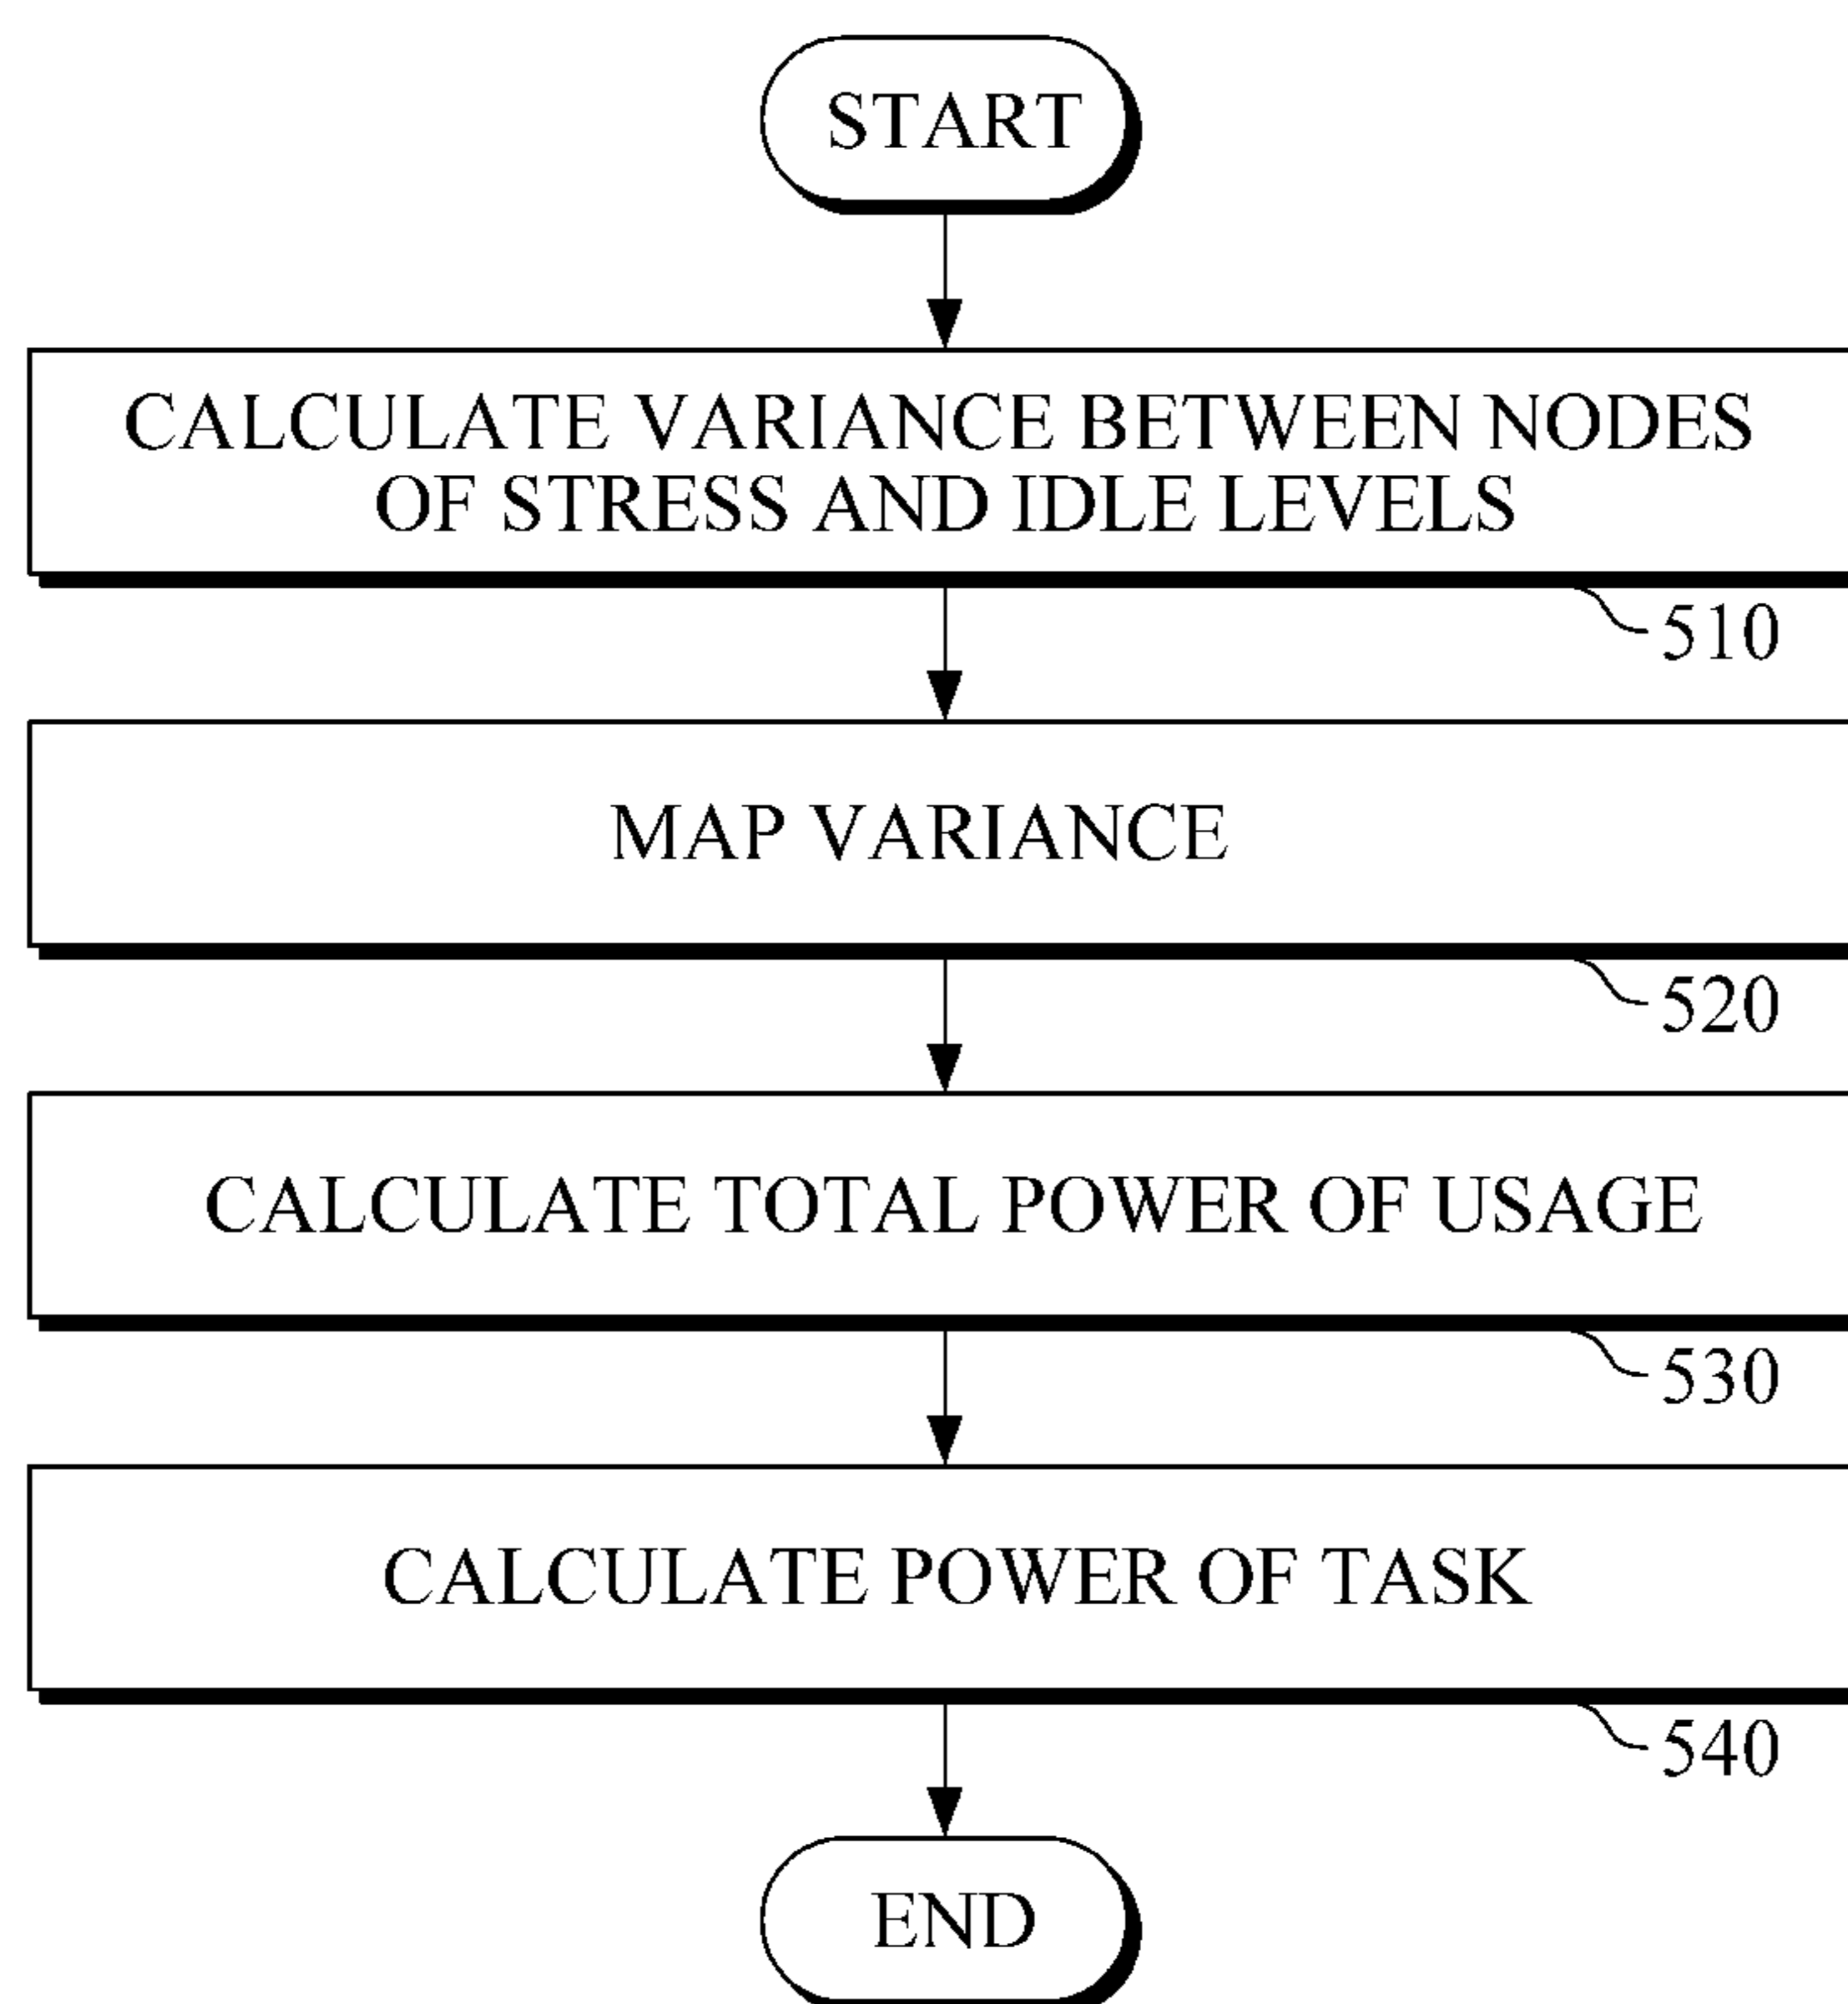 START
CALCULATE VARIANCE BETWEEN NODES
OF STRESS AND IDLE LEVELS
510
MAP VARIANCE
520
CALCULATE TOTAL POWER OF USAGE
530
CALCULATE POWER OF TASK
540
END